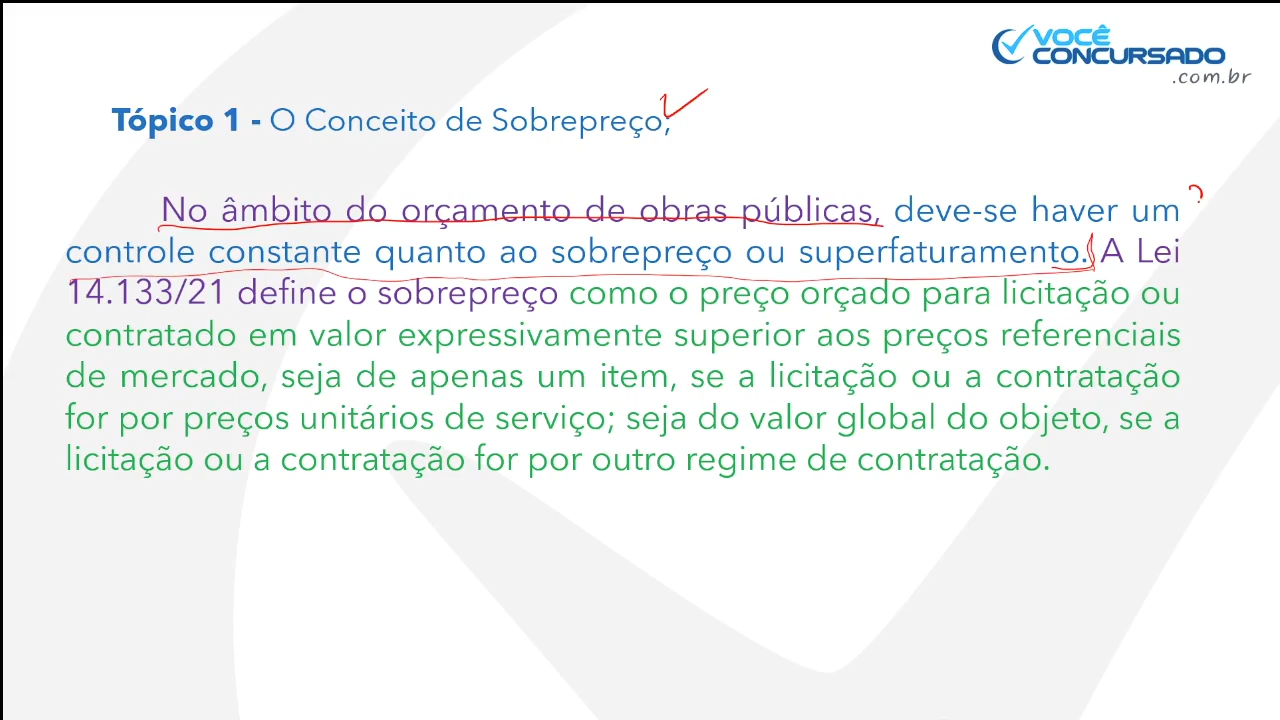 VOCÊ
CONCURSADO
.com.br
Tópico 1 - O Conceito de Sobrepreço;
No âmbito do orçamento de obras públicas, deve-se haver um ?
controle constante quanto ao sobrepreço ou superfaturamento. A Lei
14.133/21 define o sobrepreço como o preço orçado para licitação ou
contratado em valor expressivamente superior aos preços referenciais
de mercado, seja de apenas um item, se a licitação ou a contratação
for por preços unitários de serviço; seja do valor global do objeto, se a
licitação ou a contratação for por outro regime de contratação.